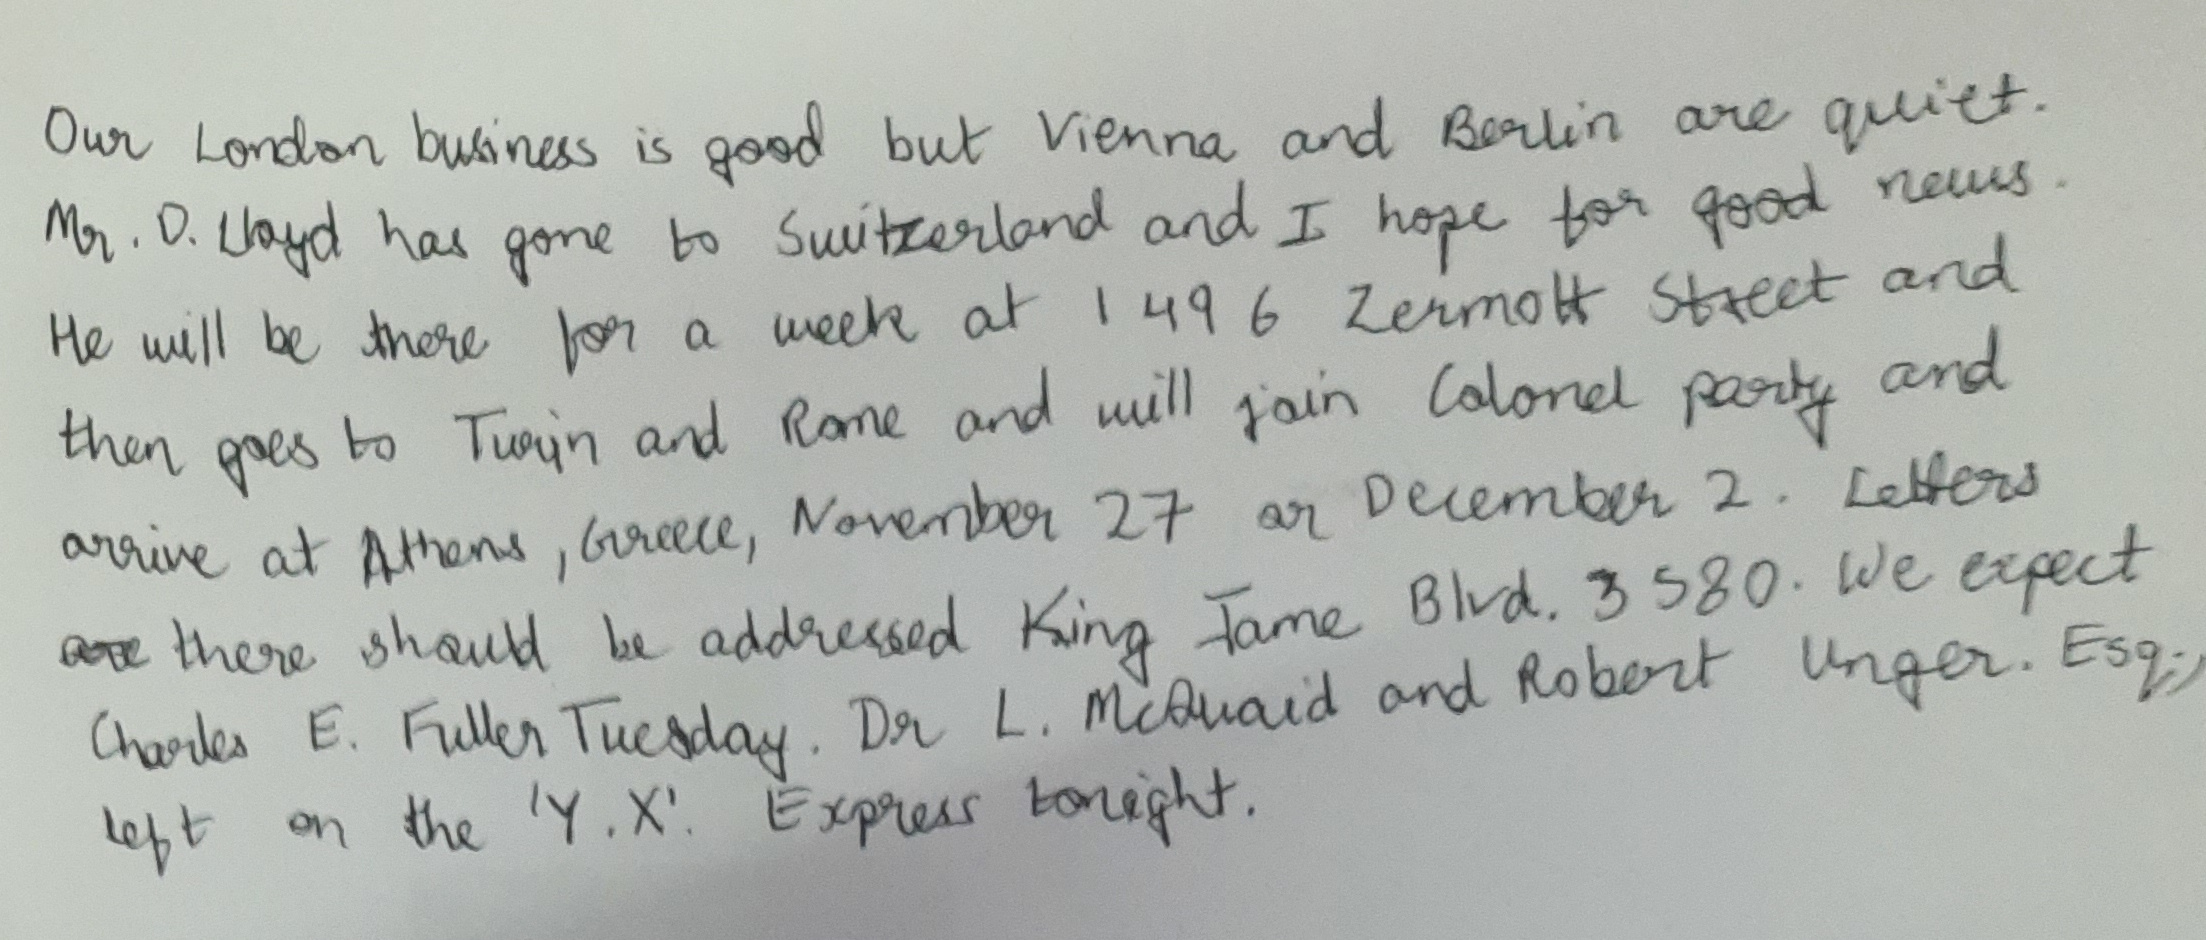 Our London business is good but Vienna and Berlin are quiet.
Mr. D. Lloyd has gone to Switzerland and I hope for good news.
He will be there for a week at 1496 Zermott Street and
then goes to Turin and Rome and will join Colonel party and
arrive at Athens, Greece, November 27 or December 2. Letters
there should be addressed King Jame Blvd. 3580. We expect
Charles E. Fuller Tuesday. Dr L. McQuaid and Robert Unger. Esq.,
left on the 'Y.X'. Express tonight.